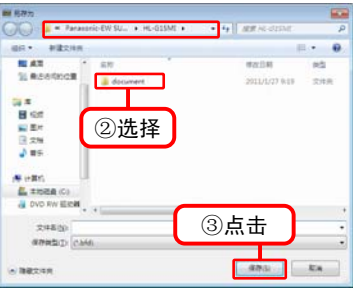 另存为
Panasonic-EW SU... ▸ HL-G1SMI ▸
搜索 HL-G1SMI
组织 ▾ 新建文件夹
桌面
最近访问的位置
名称 修改日期 类型
document 2011/1/27 9:19 文件夹
②选择
库
视频
图片
文档
音乐
计算机
本地磁盘 (C:)
DVD RW 驱动器
③点击
文件名(N):
保存类型(T): (*.bfd)
隐藏文件夹
保存(S) 取消